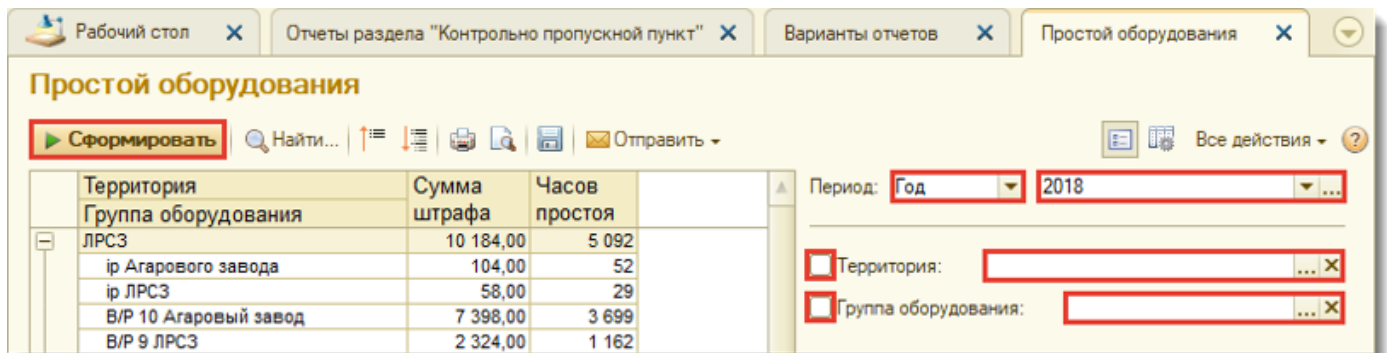 Рабочий стол
Отчеты раздела "Контрольно пропускной пункт"
Варианты отчетов
Простой оборудования
Простой оборудования
Сформировать Найти... Отправить Все действия
Территория Сумма штрафа Часов простоя
Группа оборудования
ЛРСЗ 10 184,00 5 092
ip Агарового завода 104,00 52
ip ЛРСЗ 58,00 29
В/Р 10 Агаровый завод 7 398,00 3 699
В/Р 9 ЛРСЗ 2 324,00 1 162
Период: Год 2018
Территория:
Группа оборудования: